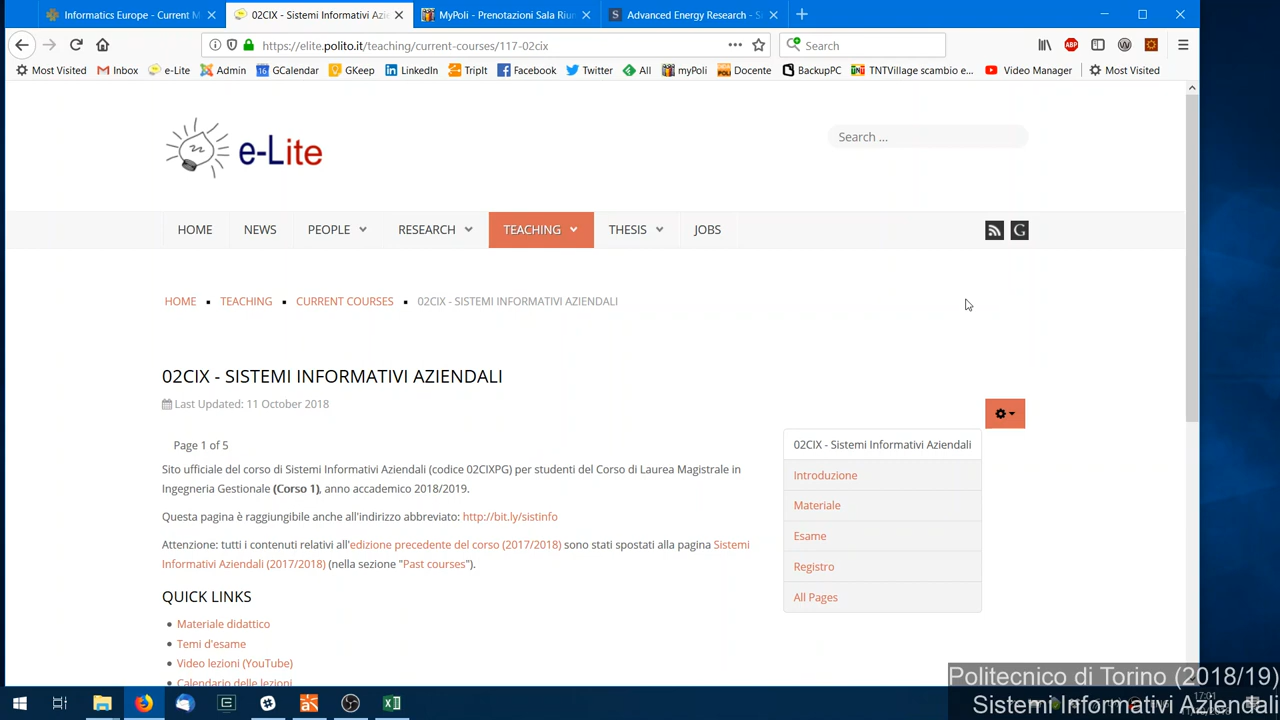 Informatics Europe - Current M
02CIX - Sistemi Informativi Azie
MyPoli - Prenotazioni Sala Riu
Advanced Energy Research - S
https://elite.polito.it/teaching/current-courses/117-02cix
Search
Most Visited
Inbox
e-Lite
Admin
GCalendar
GKeep
LinkedIn
TripIt
Facebook
Twitter
All
myPoli
Docente
BackupPC
TNTVillage scambio e...
Video Manager
Most Visited
e-Lite
Search ...
HOME
NEWS
PEOPLE
RESEARCH
TEACHING
THESIS
JOBS
G
HOME ▪ TEACHING ▪ CURRENT COURSES ▪ 02CIX - SISTEMI INFORMATIVI AZIENDALI
02CIX - SISTEMI INFORMATIVI AZIENDALI
Last Updated: 11 October 2018
Page 1 of 5
Sito ufficiale del corso di Sistemi Informativi Aziendali (codice 02CIXPG) per studenti del Corso di Laurea Magistrale in
Ingegneria Gestionale (Corso 1), anno accademico 2018/2019.
Questa pagina è raggiungibile anche all'indirizzo abbreviato: http://bit.ly/sistinfo
Attenzione: tutti i contenuti relativi all'edizione precedente del corso (2017/2018) sono stati spostati alla pagina Sistemi
Informativi Aziendali (2017/2018) (nella sezione "Past courses").
QUICK LINKS
• Materiale didattico
• Temi d'esame
• Video lezioni (YouTube)
• Calendario delle lezioni
02CIX - Sistemi Informativi Aziendali
Introduzione
Materiale
Esame
Registro
All Pages
Politecnico di Torino (2018/19)
Sistemi Informativi Aziendali
17:01